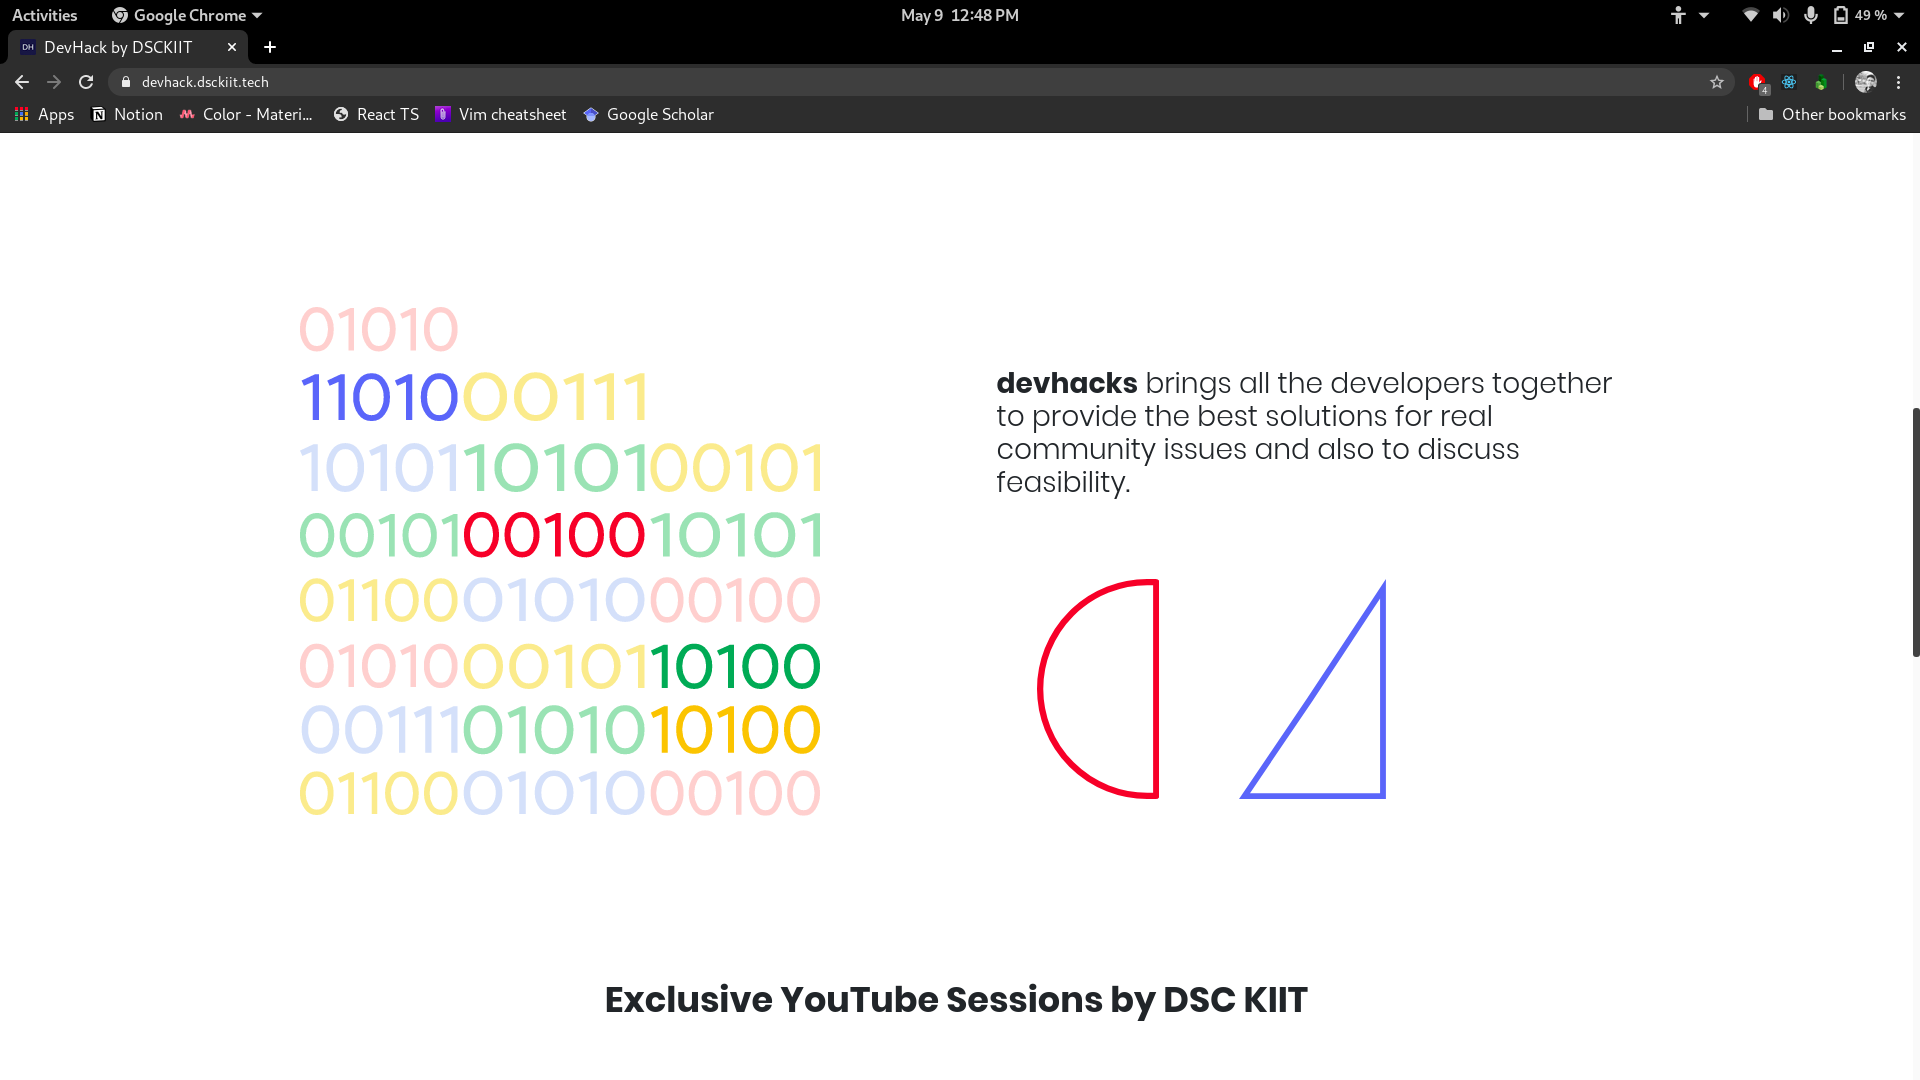 Activities
Google Chrome
May 9 12:48 PM
49 %
DH
DevHack by DSCKIIT
devhack.dsckiit.tech
4
Apps
Notion
Color - Materi...
React TS
Vim cheatsheet
Google Scholar
Other bookmarks
01010
1101000111
101011010100101
001010010010101
011000101000100
010100010110100
001110101010100
011000101000100
devhacks brings all the developers together
to provide the best solutions for real
community issues and also to discuss
feasibility.
Exclusive YouTube Sessions by DSC KIIT